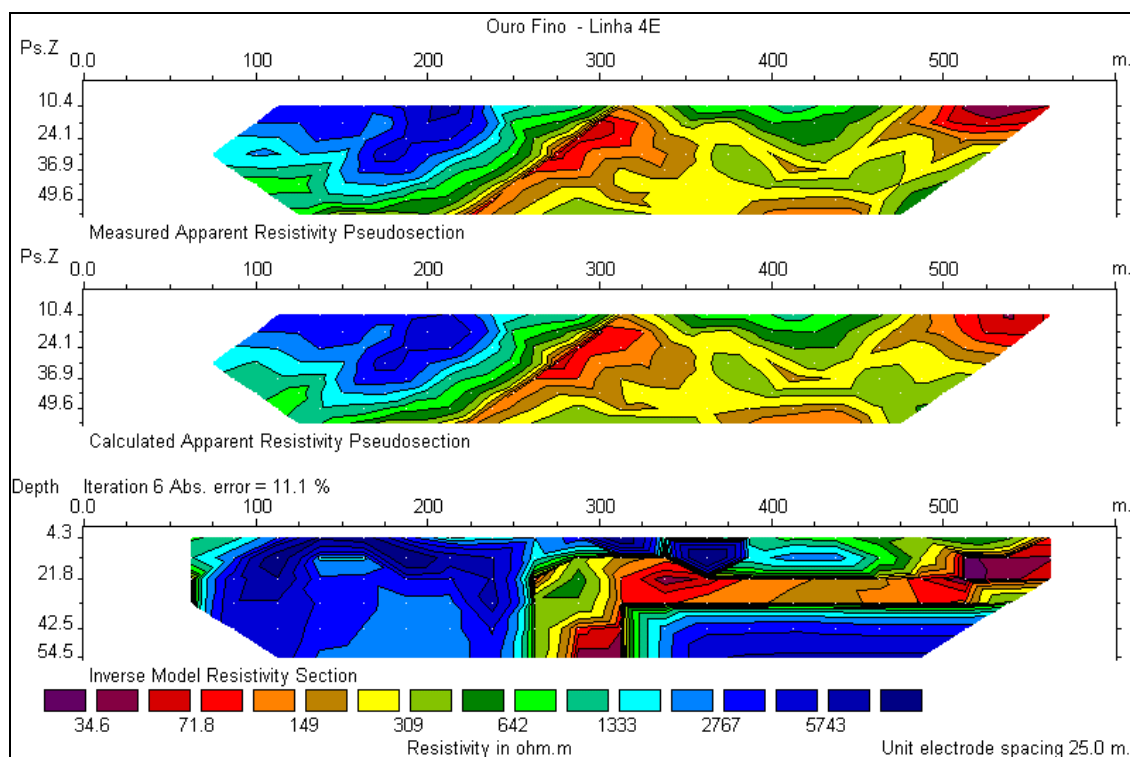 Ouro Fino - Linha 4E
Ps.Z
0.0 100 200 300 400 500 m.
10.4
24.1
36.9
49.6
Measured Apparent Resistivity Pseudosection
Ps.Z
0.0 100 200 300 400 500 m.
10.4
24.1
36.9
49.6
Calculated Apparent Resistivity Pseudosection
Depth Iteration 6 Abs. error = 11.1 %
0.0 100 200 300 400 500 m.
4.3
21.8
42.5
54.5
Inverse Model Resistivity Section
34.6 71.8 149 309 642 1333 2767 5743
Resistivity in ohm.m
Unit electrode spacing 25.0 m.